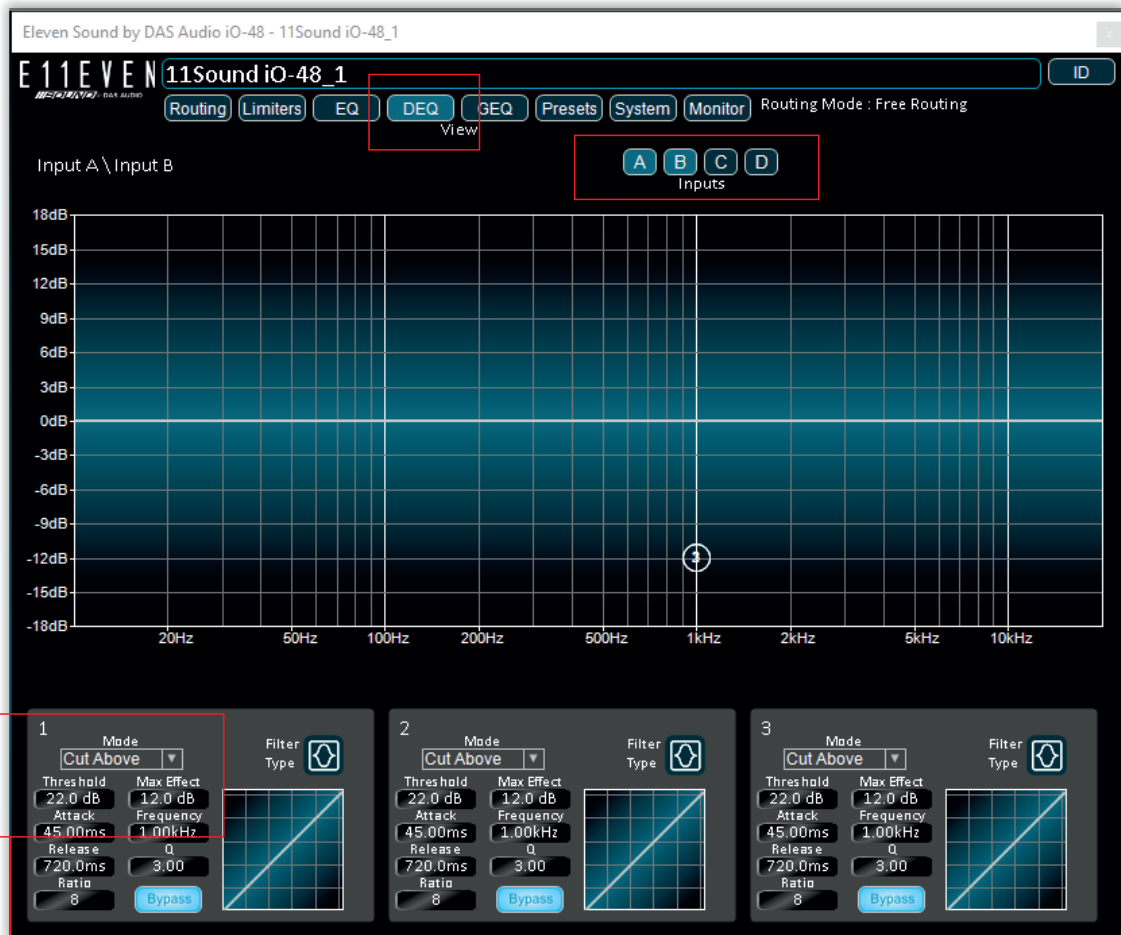 Eleven Sound by DAS Audio iO-48 - 11Sound iO-48_1
x
E11EVEN 11Sound iO-48_1 ID
SOUND BY DAS AUDIO
Routing Limiters EQ DEQ GEQ Presets System Monitor Routing Mode : Free Routing
View
Input A \ Input B A B C D
Inputs
18dB
15dB
12dB
9dB
6dB
3dB
0dB
-3dB
-6dB
-9dB
-12dB 3
-15dB
-18dB
20Hz 50Hz 100Hz 200Hz 500Hz 1kHz 2kHz 5kHz 10kHz
1
Mode
Cut Above
Filter
Type
Threshold Max Effect
22.0 dB 12.0 dB
Attack Frequency
45.00ms 1.00kHz
Release Q
720.0ms 3.00
Ratio
8 Bypass
2
Mode
Cut Above
Filter
Type
Threshold Max Effect
22.0 dB 12.0 dB
Attack Frequency
45.00ms 1.00kHz
Release Q
720.0ms 3.00
Ratio
8 Bypass
3
Mode
Cut Above
Filter
Type
Threshold Max Effect
22.0 dB 12.0 dB
Attack Frequency
45.00ms 1.00kHz
Release Q
720.0ms 3.00
Ratio
8 Bypass